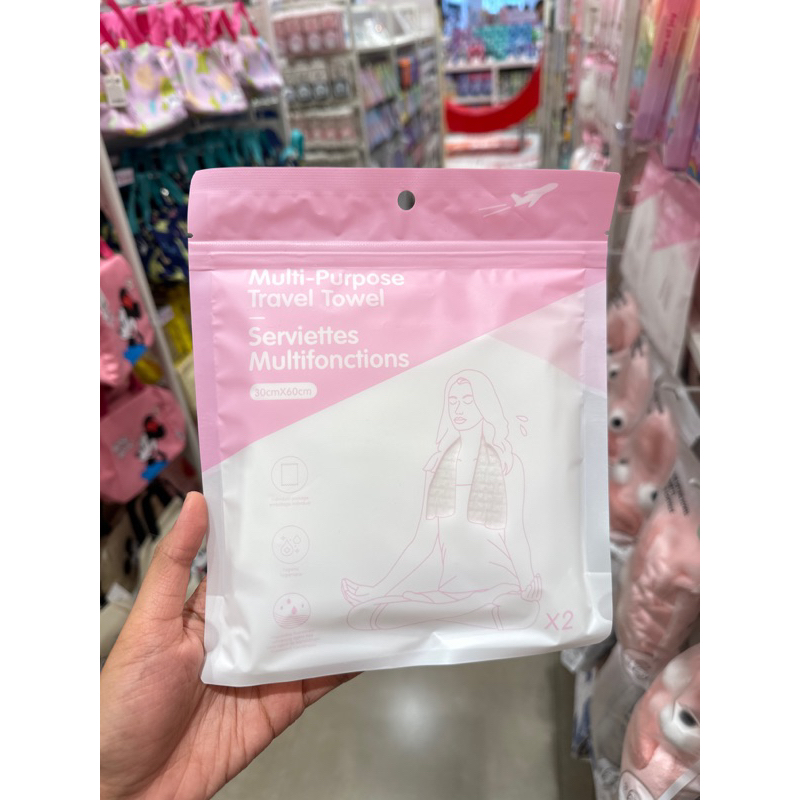 Multi-Purpose
Travel Towel
Serviettes
Multifonctions
30cmX60cm
X2